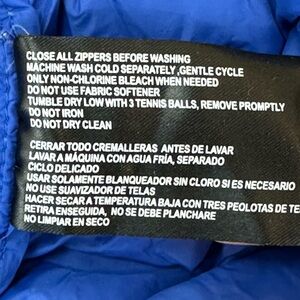 CLOSE ALL ZIPPERS BEFORE WASHING
MACHINE WASH COLD SEPARATELY ,GENTLE CYCLE
ONLY NON-CHLORINE BLEACH WHEN NEEDED
DO NOT USE FABRIC SOFTENER
TUMBLE DRY LOW WITH 3 TENNIS BALLS, REMOVE PROMPTLY
DO NOT IRON
DO NOT DRY CLEAN
CERRAR TODO CREMALLERAS ANTES DE LAVAR
LAVAR A MÁQUINA CON AGUA FRÍA, SEPARADO
CICLO DELICADO
USAR SOLAMENTE BLANQUEADOR SIN CLORO SI ES NECESARIO
NO USE SUAVIZADOR DE TELAS
HACER SECAR A TEMPERATURA BAJA CON TRES PEOLOTAS DE TE
RETIRA ENSEGUIDA, NO SE DEBE PLANCHARE
NO LIMPIAR EN SECO